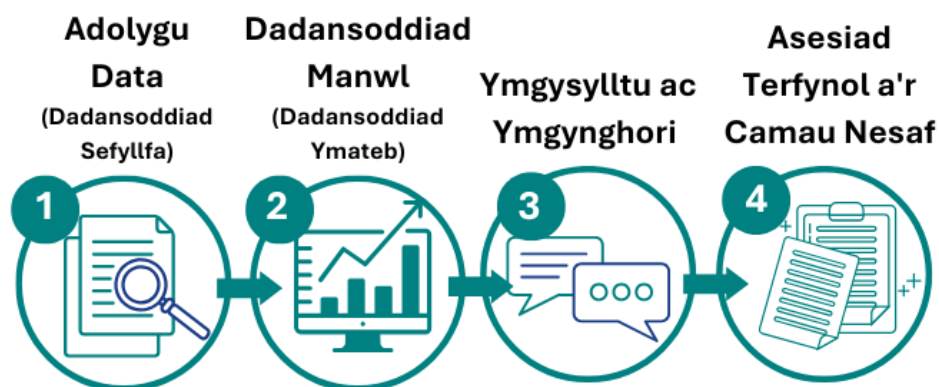 Adolygu
Data
(Dadansoddiad
Sefyllfa)
Dadansoddiad
Manwl
(Dadansoddiad
Ymateb)
Ymgysylltu ac
Ymgynghori
Asesiad
Terfynol a'r
Camau Nesaf
1
2
3
4